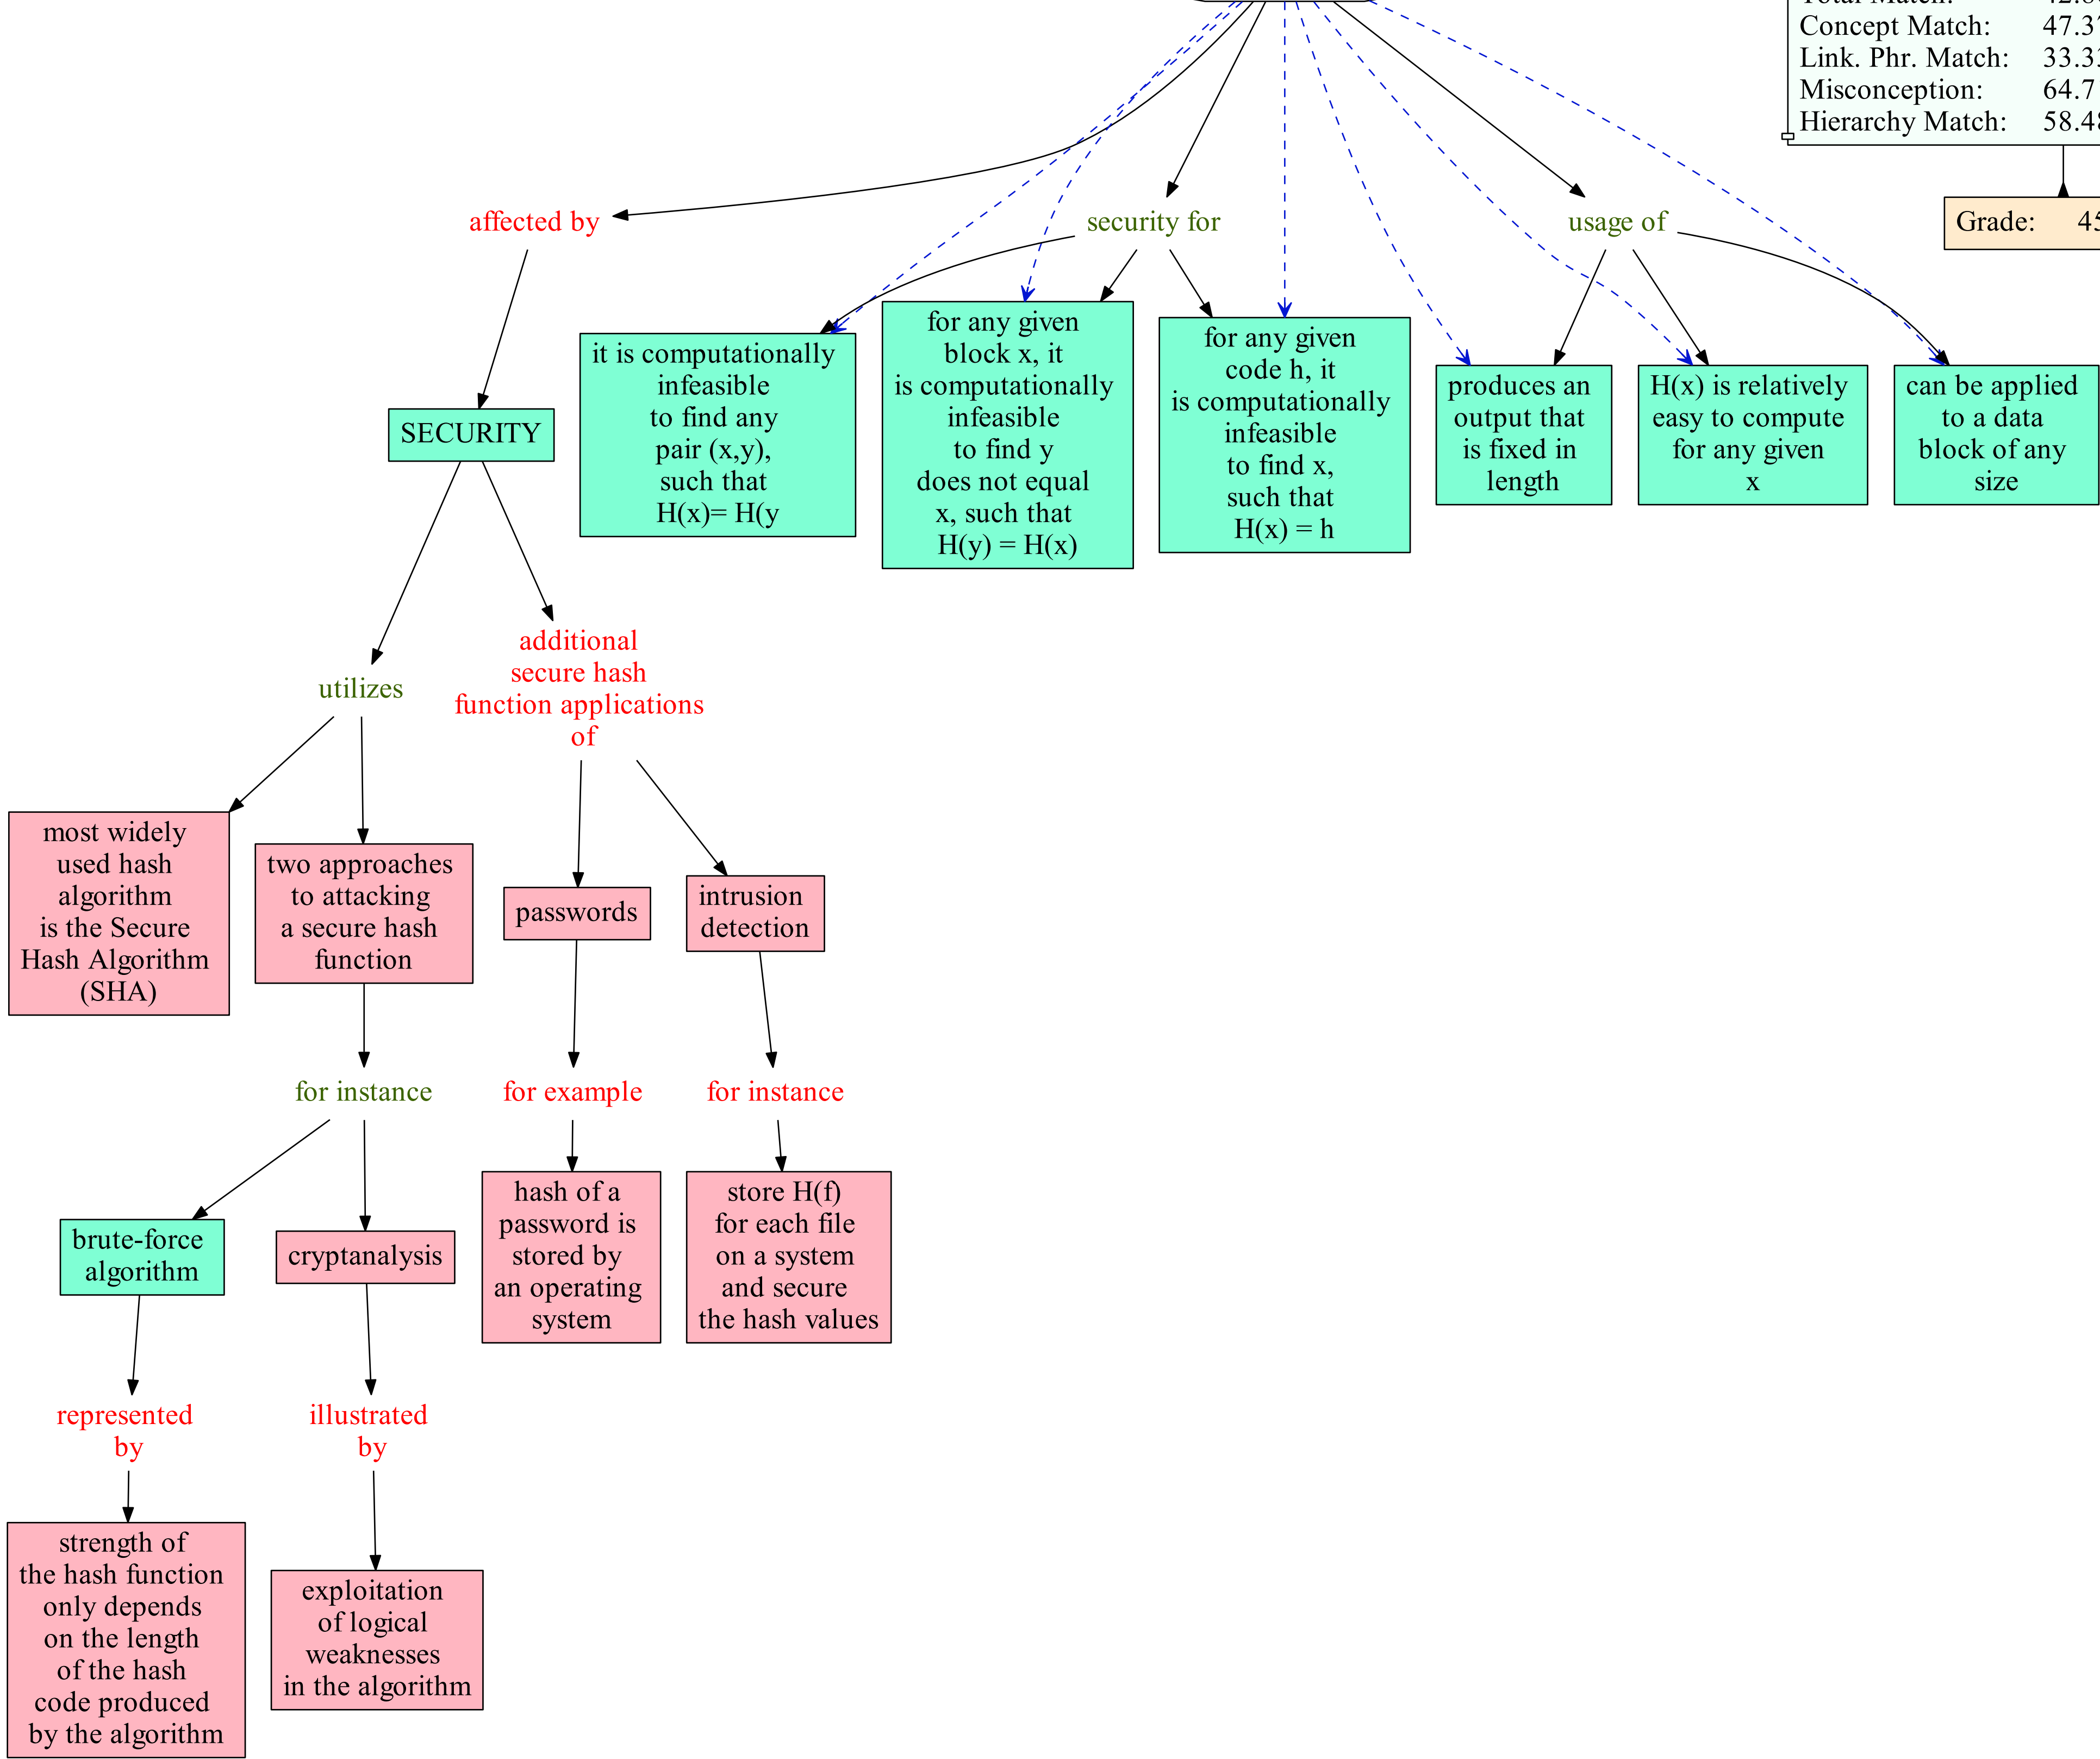 Concept Match:
Link. Phr. Match:
Misconception:
Hierarchy Match:
Grade:
affected by
security for
usage of
it is computationally
infeasible
to find any
pair (x,y),
such that
H(x)= H(y
for any given
block x, it
is computationally
infeasible
to find y
does not equal
x, such that
H(y) = H(x)
for any given
code h, it
is computationally
infeasible
to find x,
such that
H(x) = h
produces an
output that
is fixed in
length
H(x) is relatively
easy to compute
for any given
x
can be applied
to a data
block of any
size
SECURITY
utilizes
additional
secure hash
function applications
of
most widely
used hash
algorithm
is the Secure
Hash Algorithm
(SHA)
two approaches
to attacking
a secure hash
function
passwords
intrusion
detection
for instance
for example
for instance
brute-force
algorithm
cryptanalysis
hash of a
password is
stored by
an operating
system
store H(f)
for each file
on a system
and secure
the hash values
represented
by
illustrated
by
strength of
the hash function
only depends
on the length
of the hash
code produced
by the algorithm
exploitation
of logical
weaknesses
in the algorithm